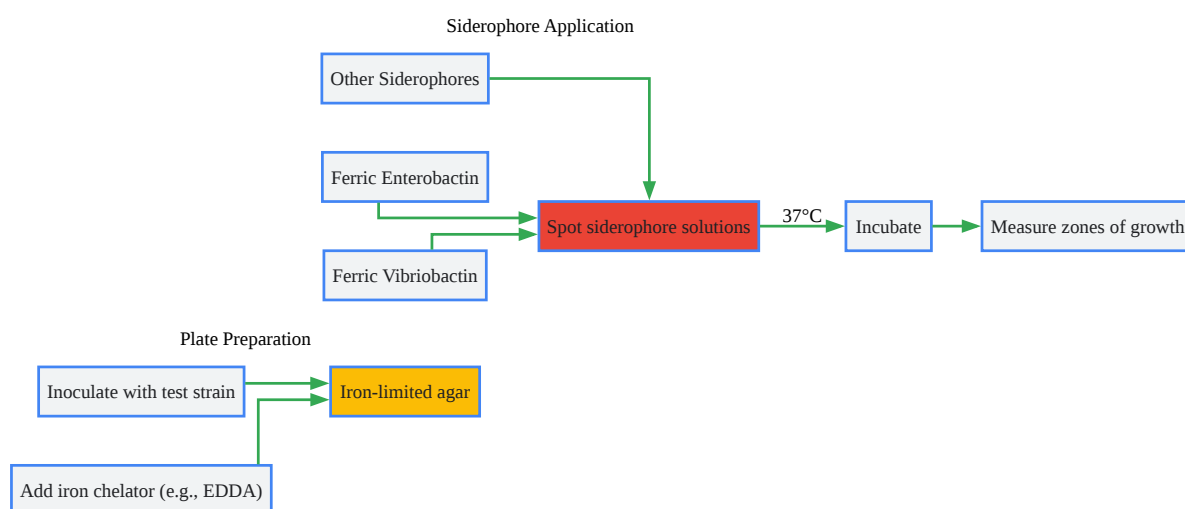 Siderophore Application
Other Siderophores
Ferric Enterobactin
Spot siderophore solutions
37°C
Incubate
Measure zones of growth
Ferric Vibriobactin
Plate Preparation
Inoculate with test strain
Iron-limited agar
Add iron chelator (e.g., EDDA)